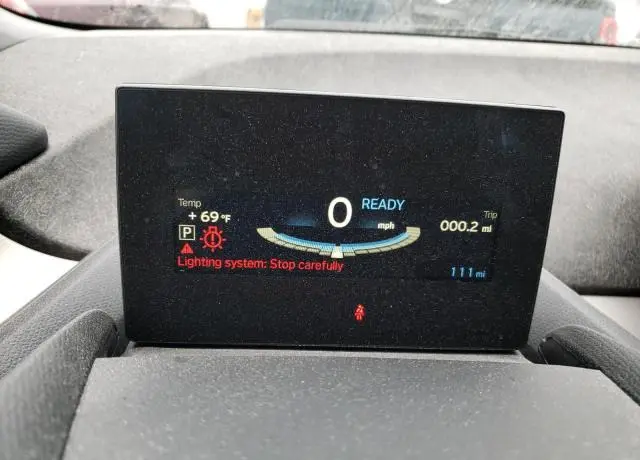 Temp
+ 69 °F
0
READY
mph
Trip
000.2 mi
P
Lighting system: Stop carefully
111 mi